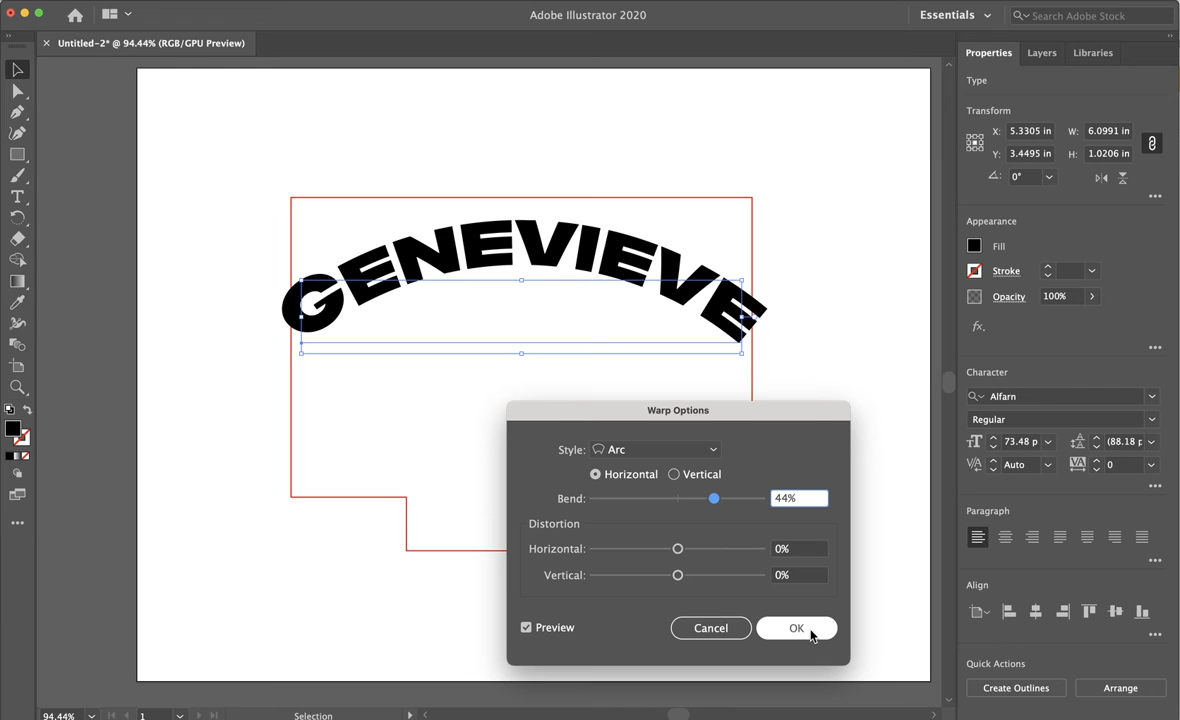 Adobe Illustrator 2020
Essentials
Search Adobe Stock
Untitled-2* @ 94.44% (RGB/GPU Preview)
Properties
Layers
Libraries
Type
Transform
X: 5.3305 in
W: 6.0991 in
Y: 3.4495 in
H: 1.0206 in
0°
Appearance
Fill
Stroke
Opacity
100%
fx.
Character
Alfarn
Regular
73.48 p
(88.18 p
Auto
0
Paragraph
Align
Quick Actions
Create Outlines
Arrange
GENEVIEVE
Warp Options
Style: Arc
Horizontal
Vertical
Bend:
44%
Distortion
Horizontal:
0%
Vertical:
0%
Preview
Cancel
OK
94.44%
1
Selection